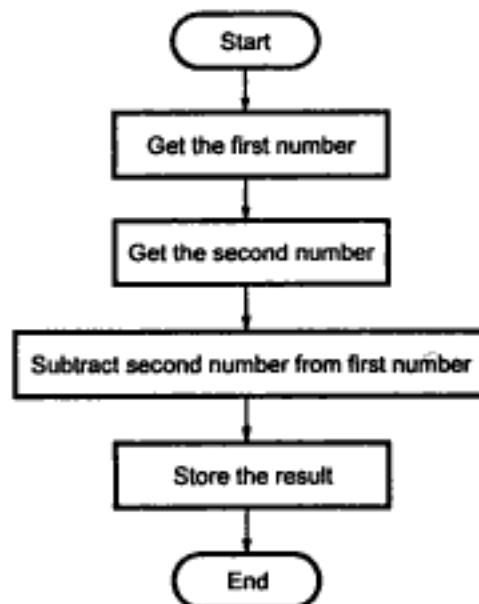 Start
Get the first number
Get the second number
Subtract second number from first number
Store the result
End